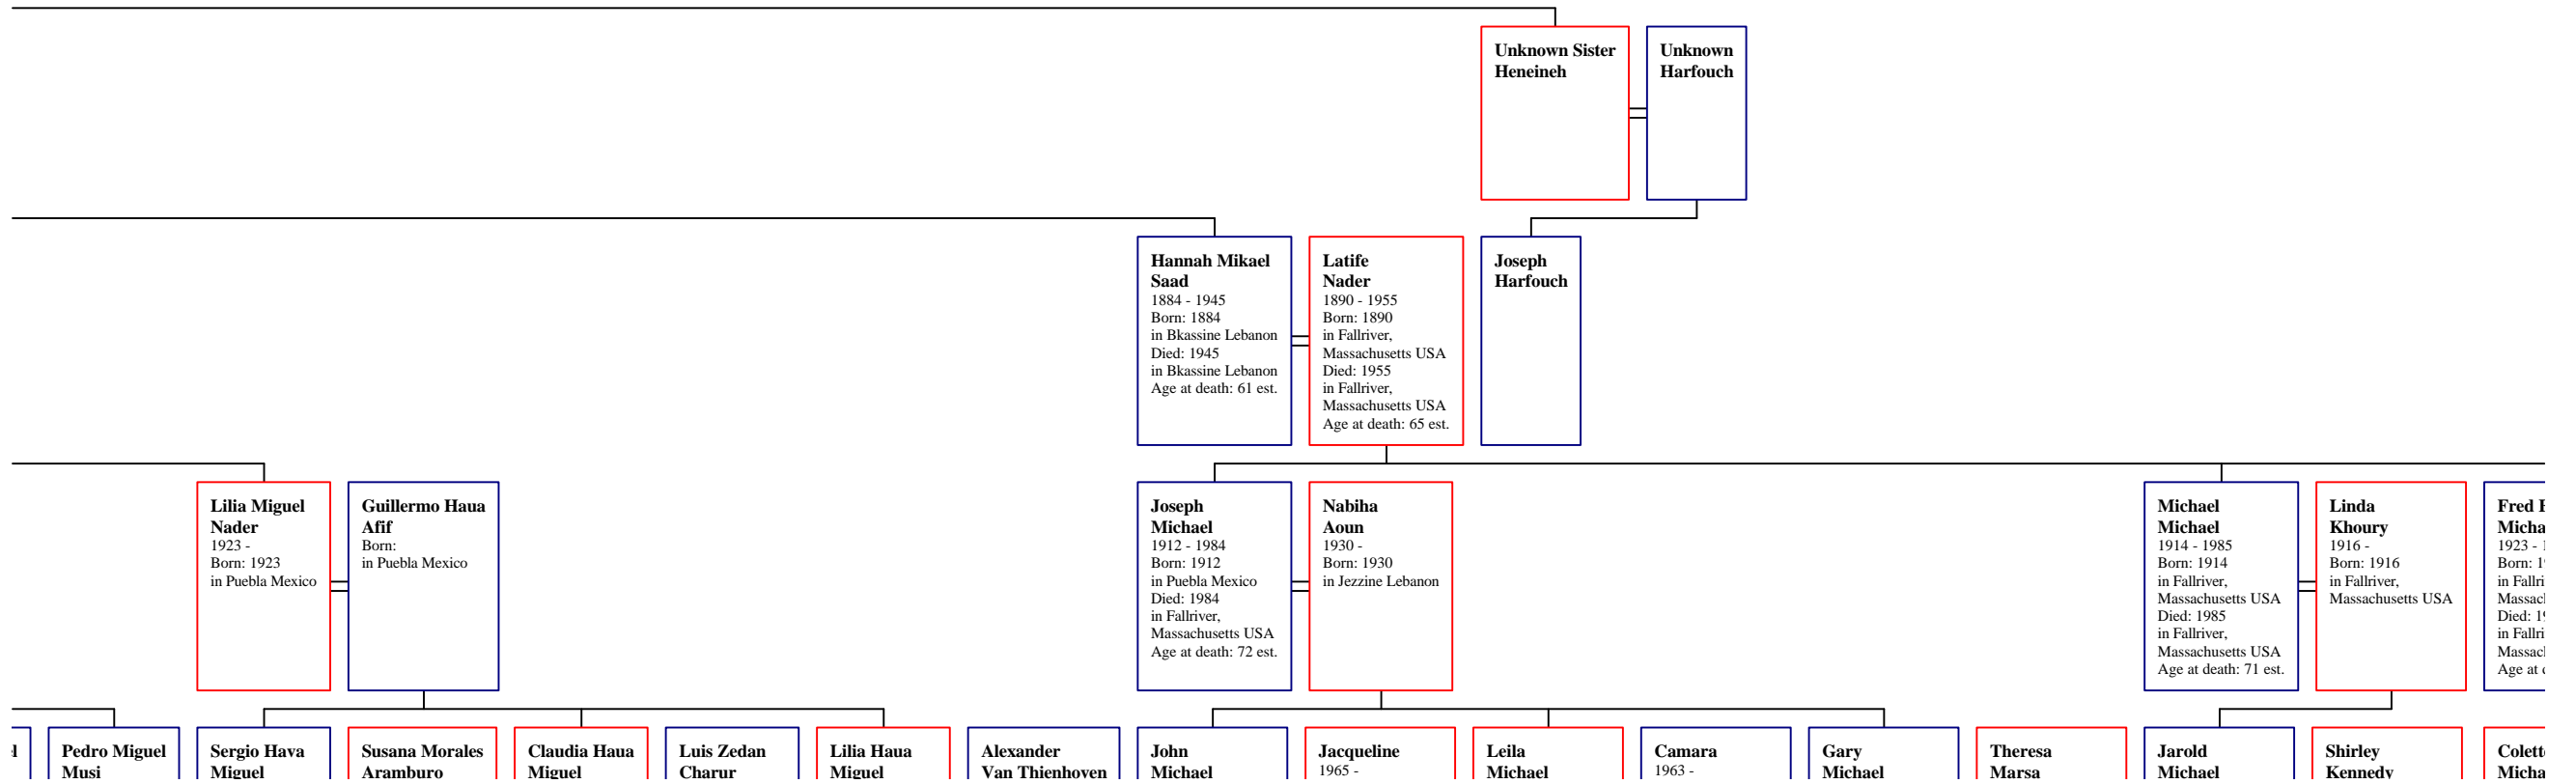 Unknown Sister
Heneineh
Unknown
Harfouch
Hannah Mikael
Saad
1884 - 1945
Born: 1884
in Bkassine Lebanon
Died: 1945
in Bkassine Lebanon
Age at death: 61 est.
Latife
Nader
1890 - 1955
Born: 1890
in Fallriver,
Massachusetts USA
Died: 1955
in Fallriver,
Massachusetts USA
Age at death: 65 est.
Joseph
Harfouch
Lilia Miguel
Nader
1923 -
Born: 1923
in Puebla Mexico
Guillermo Haua
Afif
Born:
in Puebla Mexico
Joseph
Michael
1912 - 1984
Born: 1912
in Puebla Mexico
Died: 1984
in Fallriver,
Massachusetts USA
Age at death: 72 est.
Nabiha
Aoun
1930 -
Born: 1930
in Jezzine Lebanon
Michael
Michael
1914 - 1985
Born: 1914
in Fallriver,
Massachusetts USA
Died: 1985
in Fallriver,
Massachusetts USA
Age at death: 71 est.
Linda
Khoury
1916 -
Born: 1916
in Fallriver,
Massachusetts USA
Fred
1923 -
Born:
in
Died:
in
Age at
Pedro Miguel
Musi
Sergio Hava
Miguel
Susana Morales
Aramburo
Claudia Haua
Miguel
Luis Zedan
Charur
Lilia Haua
Miguel
Alexander
Van Thienhoven
John
Michael
Jacqueline
1965 -
Leila
Michael
Camara
1963 -
Gary
Michael
Theresa
Marsa
Jarold
Michael
Shirley
Kennedy